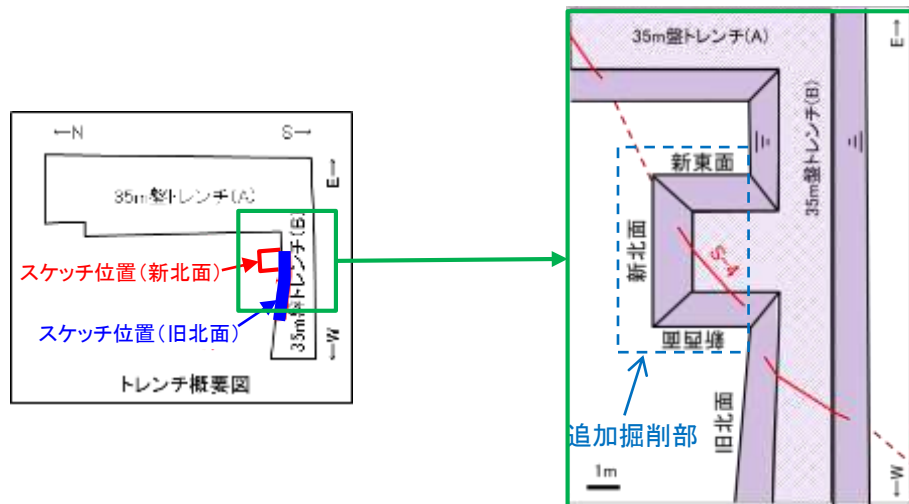 ←N
S→
E→
35m盤トレンチ(A)
35m盤トレンチ(B)
スケッチ位置(新北面)
スケッチ位置(旧北面)
←W
トレンチ概要図
35m盤トレンチ(A)
E→
35m盤トレンチ(B)
新東面
新北面
S-4
新西面
旧北面
追加掘削部
1m
←W